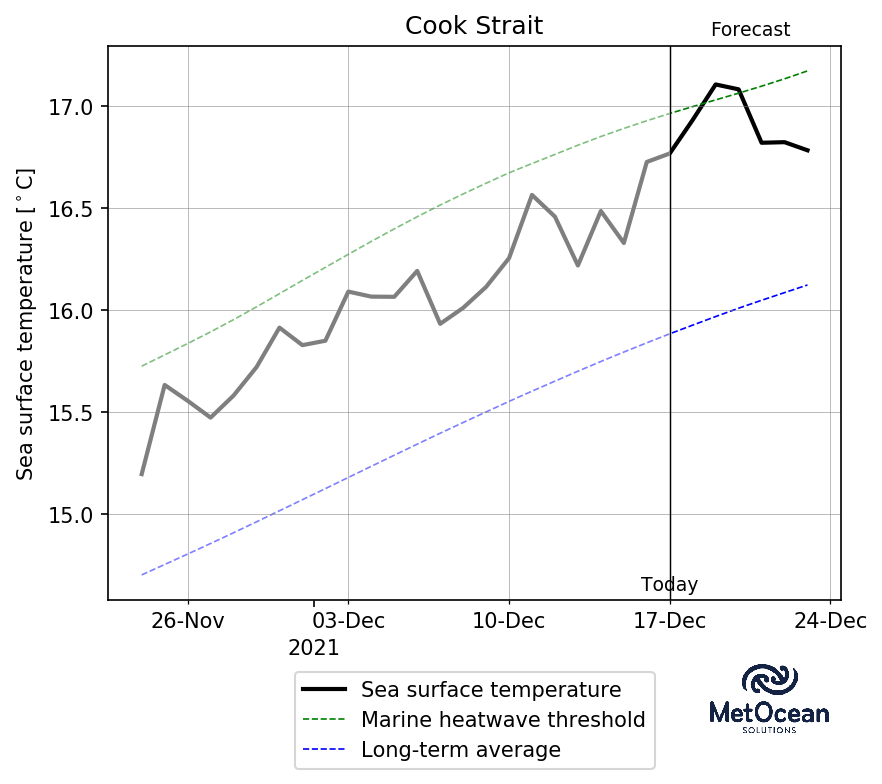 Cook Strait
Forecast
Sea surface temperature [°C]
17.0
16.5
16.0
15.5
15.0
Today
26-Nov 03-Dec 10-Dec 17-Dec 24-Dec
2021
Sea surface temperature
Marine heatwave threshold
Long-term average
MetOcean
SOLUTIONS